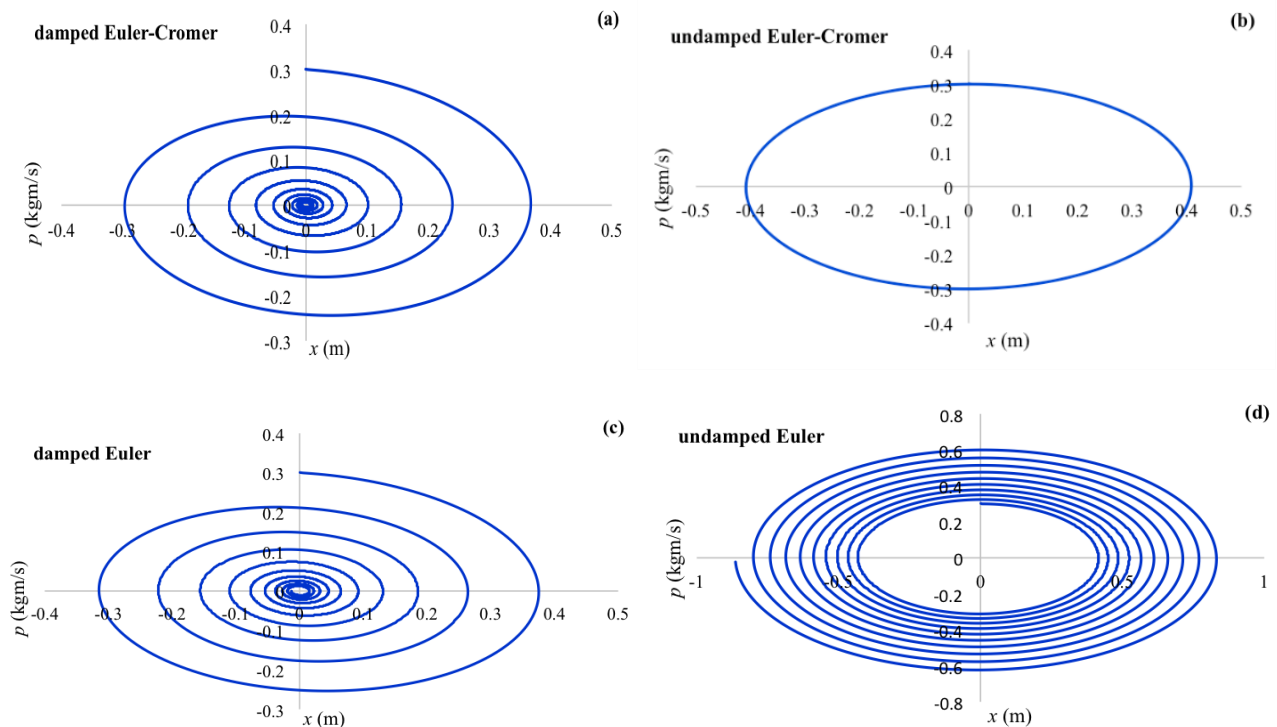 damped Euler-Cromer
(a)
0.4
0.3
0.2
0.1
0
-0.1
-0.2
-0.3
-0.4 -0.3 -0.2 -0.1 0 0.1 0.2 0.3 0.4 0.5
p (kgm/s)
x (m)
undamped Euler-Cromer
(b)
0.4
0.3
0.2
0.1
0
-0.1
-0.2
-0.3
-0.4
-0.5 -0.4 -0.3 -0.2 -0.1 0 0.1 0.2 0.3 0.4 0.5
p (kgm/s)
x (m)
damped Euler
(c)
0.4
0.3
0.2
0.1
0
-0.1
-0.2
-0.3
-0.4 -0.3 -0.2 -0.1 0 0.1 0.2 0.3 0.4 0.5
p (kgm/s)
x (m)
undamped Euler
(d)
0.8
0.6
0.4
0.2
0
-0.2
-0.4
-0.6
-0.8
-1 -0.5 0 0.5 1
p (kgm/s)
x (m)